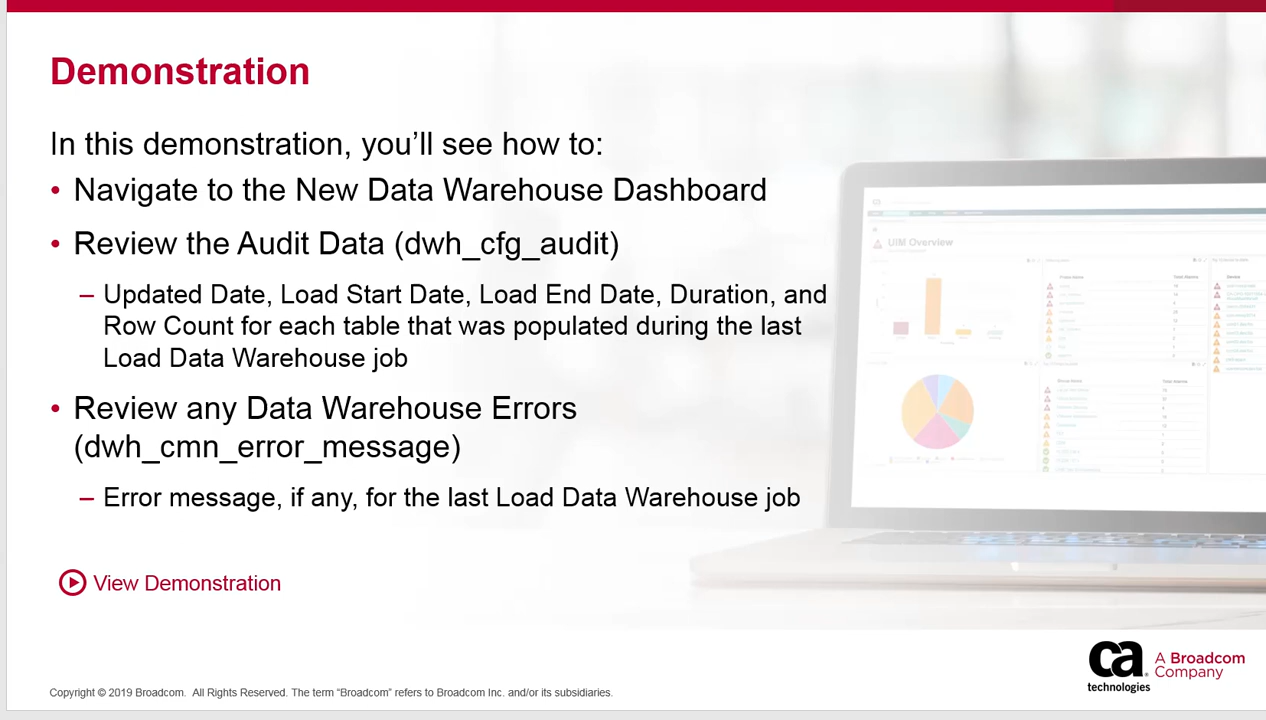 Demonstration
In this demonstration, you’ll see how to:
• Navigate to the New Data Warehouse Dashboard
• Review the Audit Data (dwh_cfg_audit)
– Updated Date, Load Start Date, Load End Date, Duration, and
Row Count for each table that was populated during the last
Load Data Warehouse job
• Review any Data Warehouse Errors
(dwh_cmn_error_message)
– Error message, if any, for the last Load Data Warehouse job
View Demonstration
UIM Overview
ca
technologies
A Broadcom
Company
Copyright © 2019 Broadcom. All Rights Reserved. The term “Broadcom” refers to Broadcom Inc. and/or its subsidiaries.